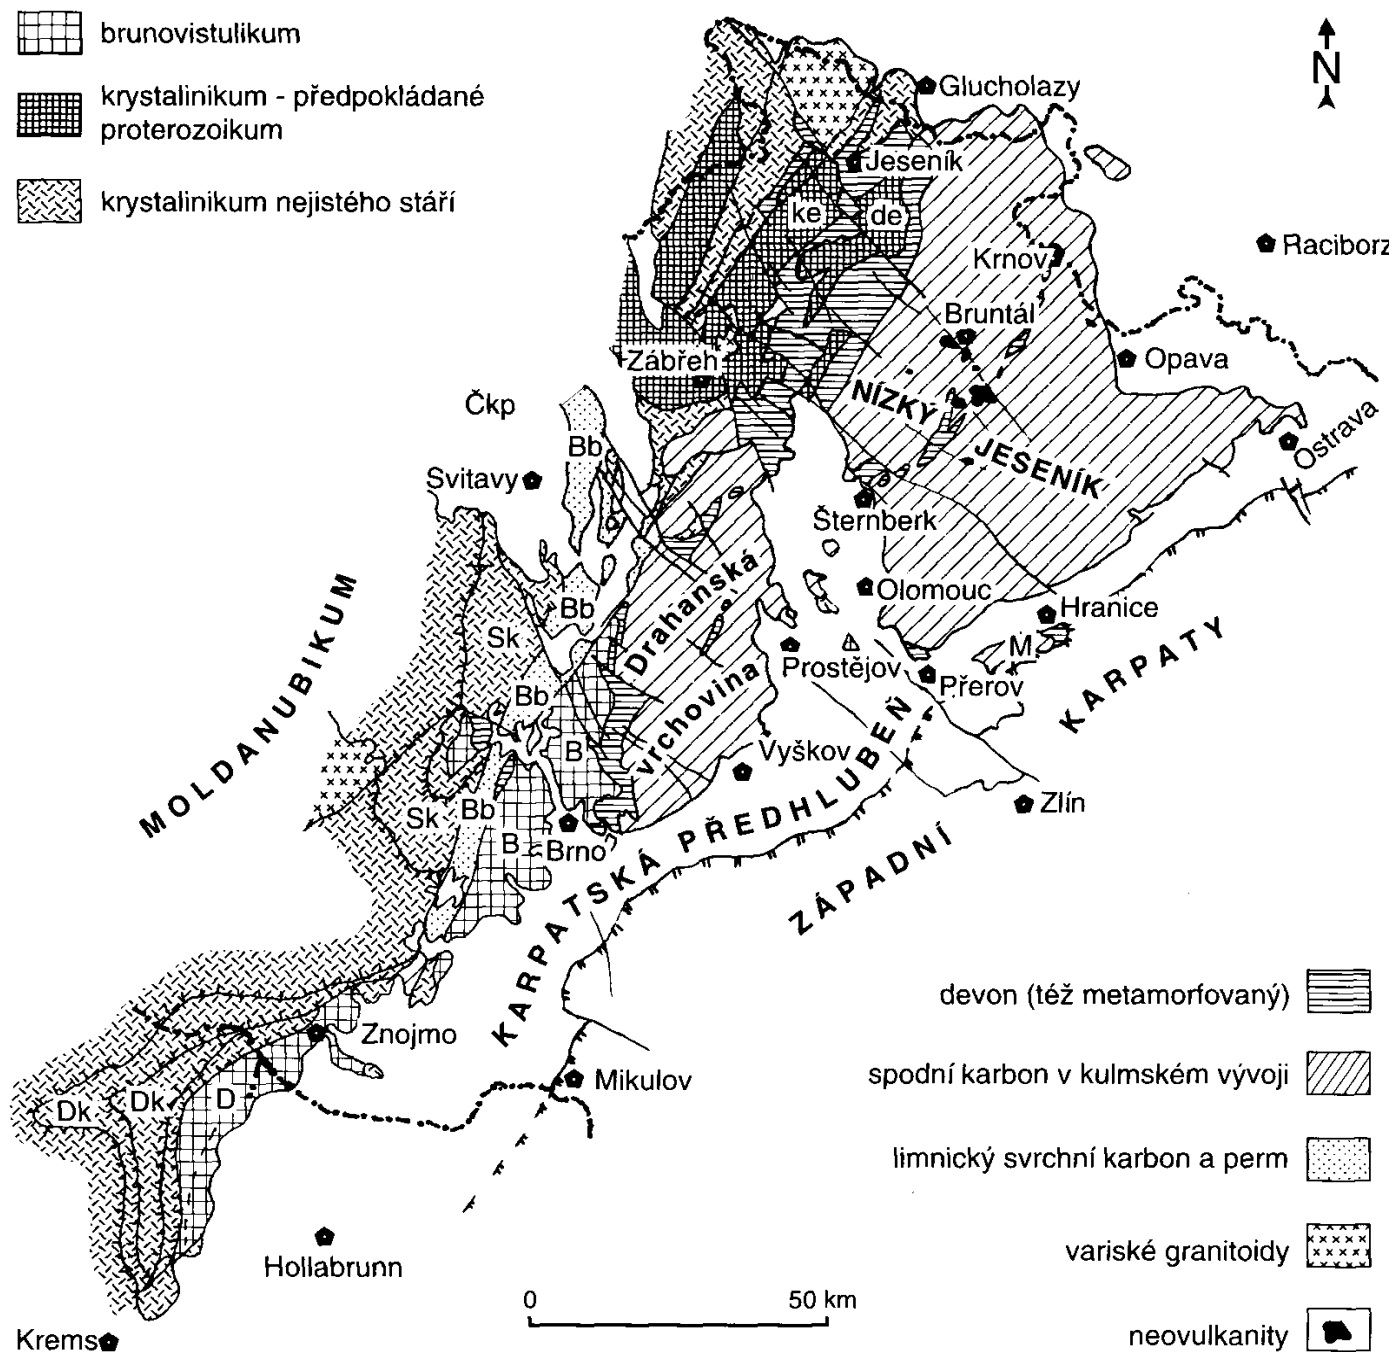 brunovistulikum
krystalinikum - předpokládané
proterozoikum
krystalinikum nejistého stáří
N
Glucholazy
Jeseník
ke
de
Raciborz
Krnov
Bruntál
Opava
Zábřeh
NÍZKÝ
JESENÍK
Ostrava
Čkp
Bb
Svitavy
Šternberk
Olomouc
Hranice
M.
Přerov
Prostějov
Drahanská
vrchovina
Bb
Sk
Bb
MOLDANUBIKUM
B
Vyškov
Zlín
KARPATY
ZÁPADNÍ
KARPATSKÁ PŘEDHLUBEŇ
Sk
Bb
B
Brno
Znojmo
Mikulov
Dk
Dk
D
Hollabrunn
Krems
0
50 km
devon (též metamorfovaný)
spodní karbon v kulmském vývoji
limnický svrchní karbon a perm
variské granitoidy
neovulkanity